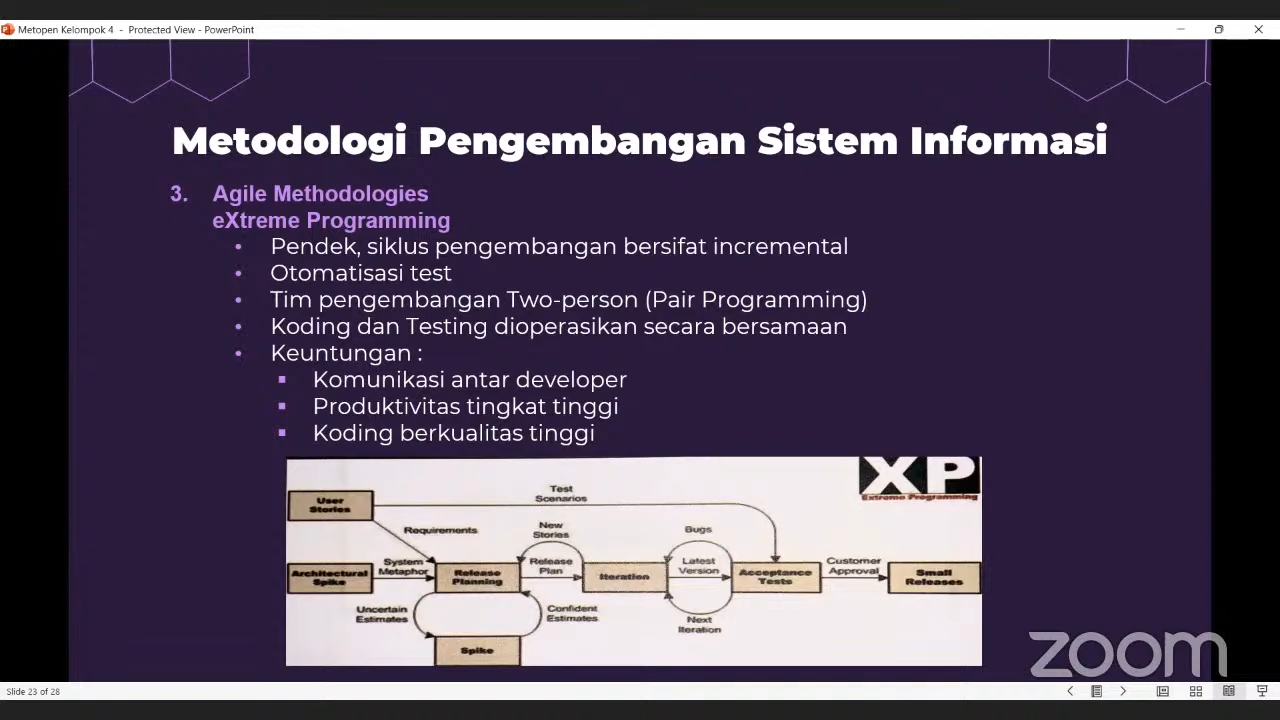 Metopen Kelompok 4 - Protected View - PowerPoint
Metodologi Pengembangan Sistem Informasi
3. Agile Methodologies
eXtreme Programming
• Pendek, siklus pengembangan bersifat incremental
• Otomatisasi test
• Tim pengembangan Two-person (Pair Programming)
• Koding dan Testing dioperasikan secara bersamaan
• Keuntungan :
▪ Komunikasi antar developer
▪ Produktivitas tingkat tinggi
▪ Koding berkualitas tinggi
XP
Extreme Programming
Test
Scenarios
User
Stories
Requirements
New
Stories
Bugs
Architectural
Spike
System
Metaphor
Release
Planning
Release
Plan
Iteration
Latest
Version
Acceptance
Tests
Customer
Approval
Small
Releases
Uncertain
Estimates
Confident
Estimates
Next
Iteration
Spike
zoom
Slide 23 of 28